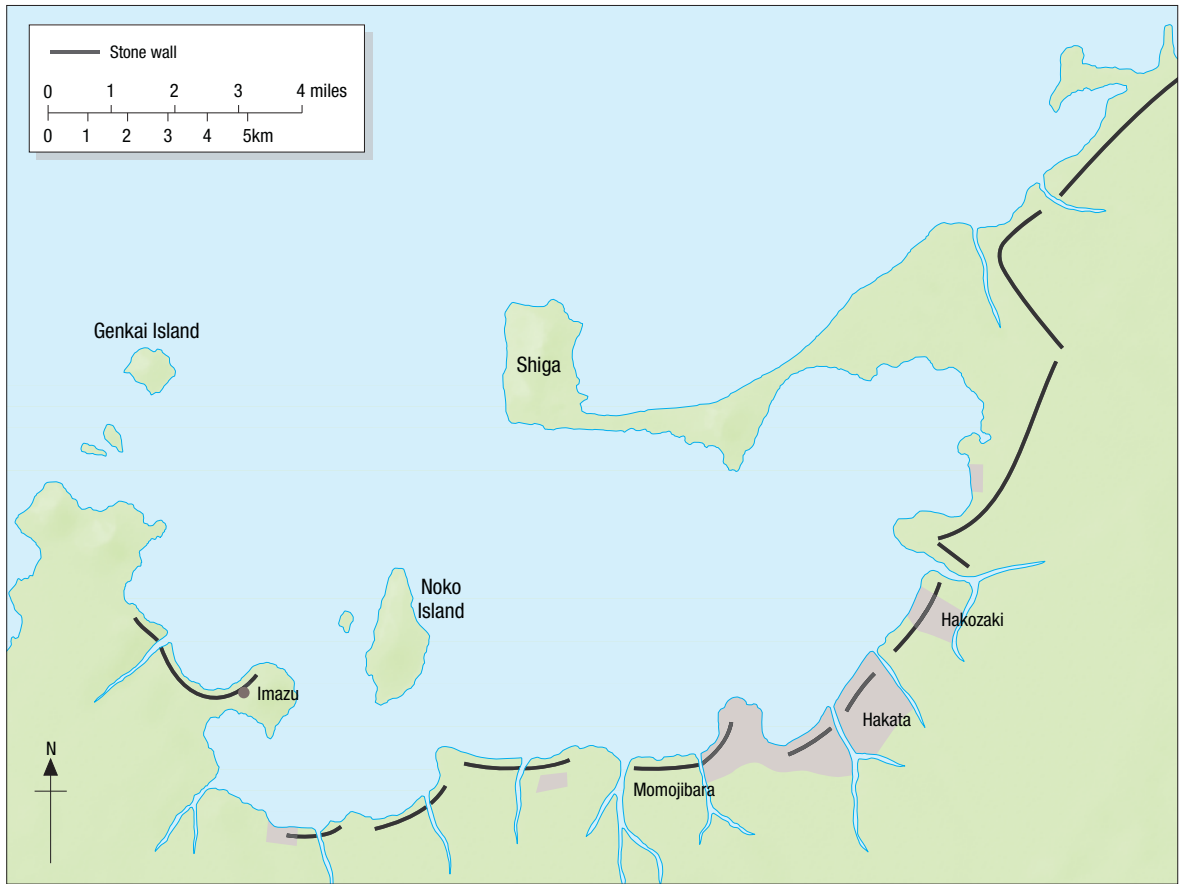 Stone wall
0 1 2 3 4 miles
0 1 2 3 4 5km
Genkai Island
Shiga
Noko
Island
Hakozaki
Imazu
Hakata
Momojibara
N